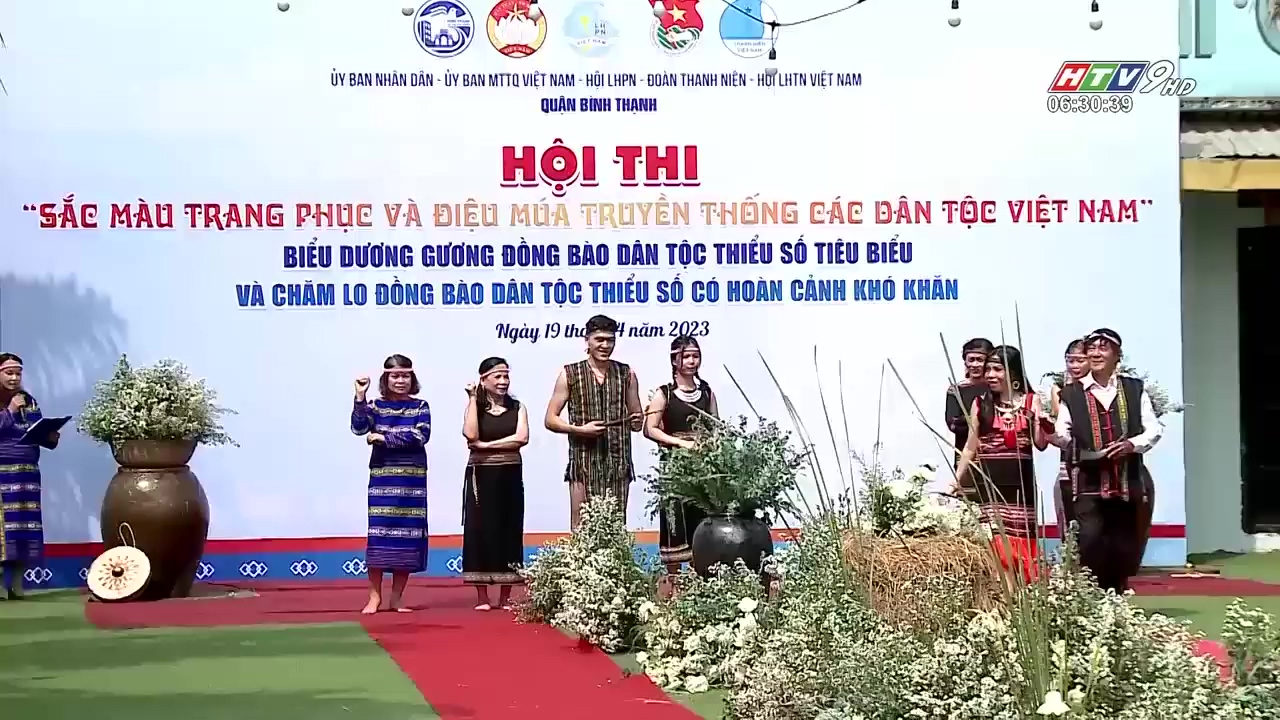 ỦY BAN NHÂN DÂN - ỦY BAN MTTQ VIỆT NAM - HỘI LHPN - ĐOÀN THANH NIÊN - HỘI LHTN VIỆT NAM
QUẬN BÌNH THẠNH
HTV9 HD
06:30:39
HỘI THI
“SẮC MÀU TRANG PHỤC VÀ ĐIỆU MÚA TRUYỀN THỐNG CÁC DÂN TỘC VIỆT NAM”
BIỂU DƯƠNG GƯƠNG ĐỒNG BÀO DÂN TỘC THIỂU SỐ TIÊU BIỂU
VÀ CHĂM LO ĐỒNG BÀO DÂN TỘC THIỂU SỐ CÓ HOÀN CẢNH KHÓ KHĂN
Ngày 19 năm 2023